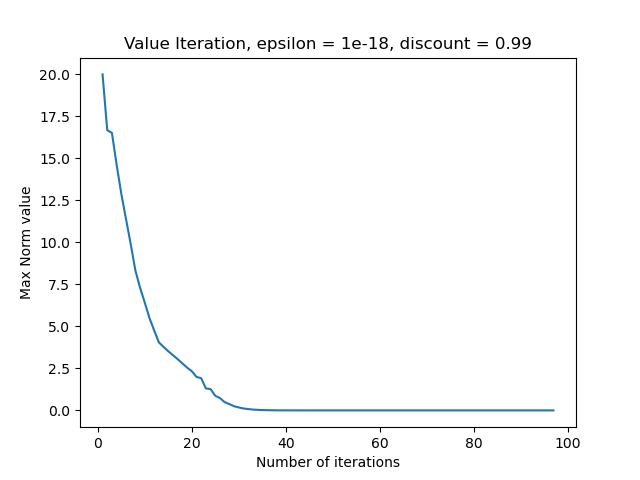 Value Iteration, epsilon = 1e-18, discount = 0.99
20.0
17.5
15.0
12.5
10.0
7.5
5.0
2.5
0.0
Max Norm value
0 20 40 60 80 100
Number of iterations